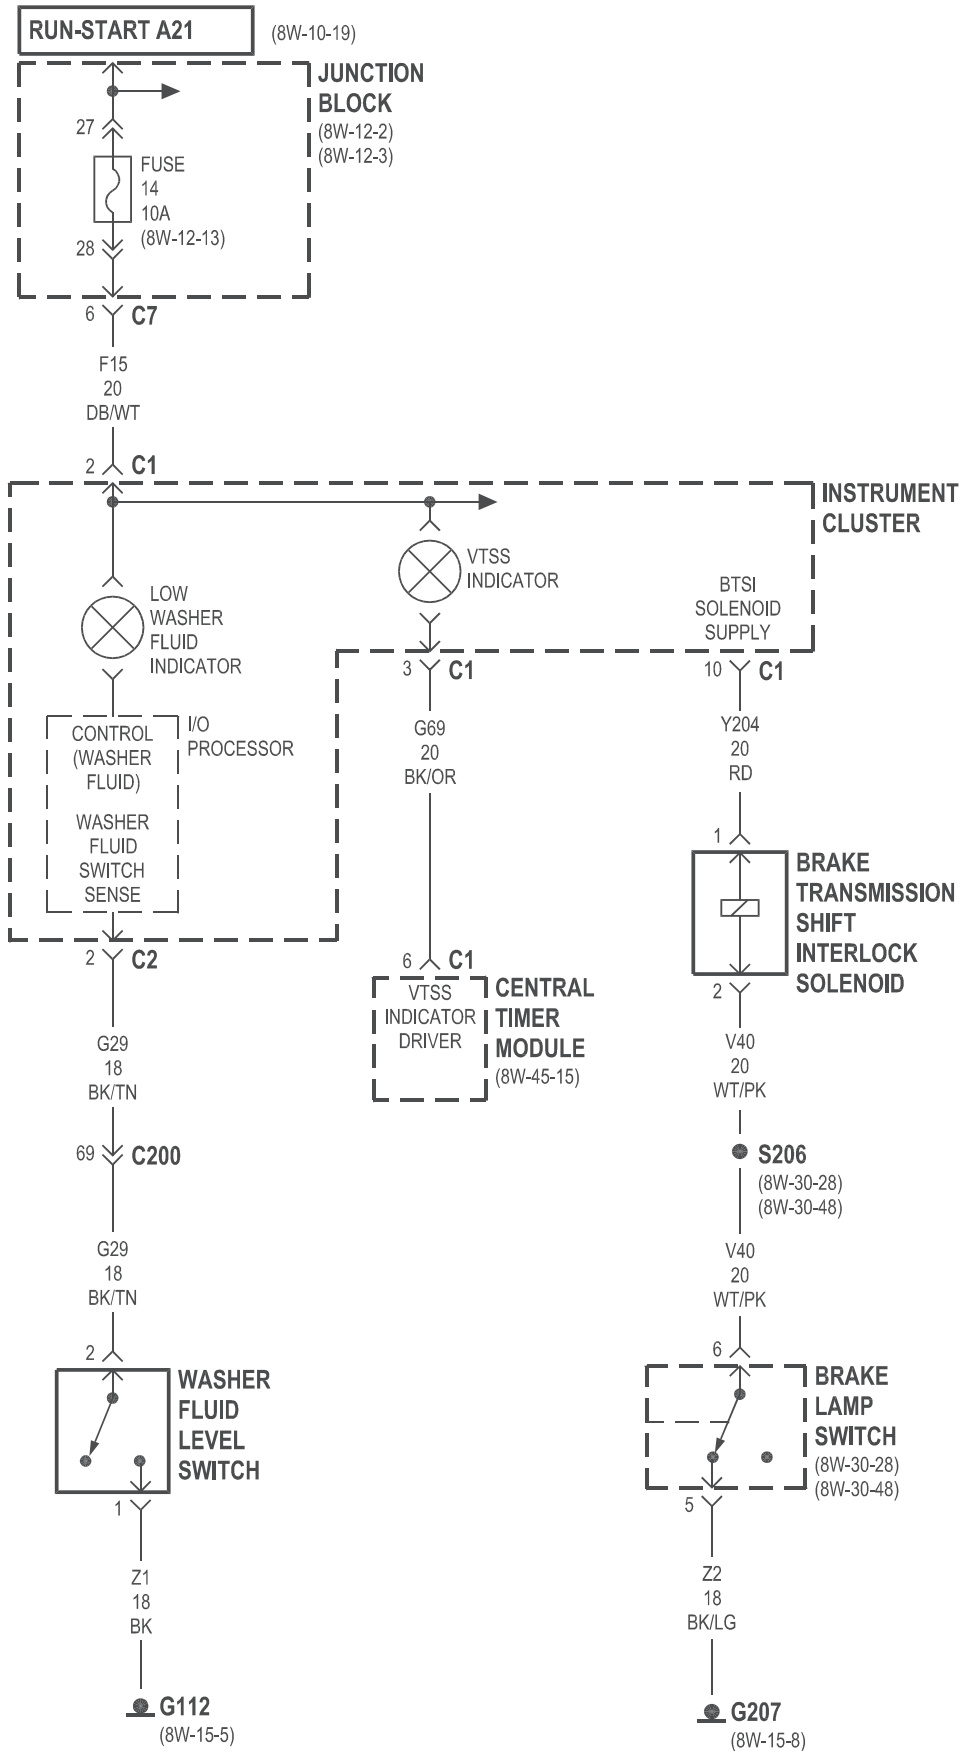 RUN-START A21
(8W-10-19)
JUNCTION
BLOCK
(8W-12-2)
(8W-12-3)
27
FUSE
14
10A
(8W-12-13)
28
6
C7
F15
20
DB/WT
2
C1
INSTRUMENT
CLUSTER
VTSS
INDICATOR
LOW
WASHER
FLUID
INDICATOR
BTSI
SOLENOID
SUPPLY
3
C1
10
C1
I/O
PROCESSOR
CONTROL
(WASHER
FLUID)
WASHER
FLUID
SWITCH
SENSE
G69
20
BK/OR
Y204
20
RD
1
BRAKE
TRANSMISSION
SHIFT
INTERLOCK
SOLENOID
2
C2
6
C1
VTSS
INDICATOR
DRIVER
CENTRAL
TIMER
MODULE
(8W-45-15)
2
G29
18
BK/TN
V40
20
WT/PK
69
C200
S206
(8W-30-28)
(8W-30-48)
G29
18
BK/TN
V40
20
WT/PK
2
6
WASHER
FLUID
LEVEL
SWITCH
BRAKE
LAMP
SWITCH
(8W-30-28)
(8W-30-48)
1
5
Z1
18
BK
Z2
18
BK/LG
G112
(8W-15-5)
G207
(8W-15-8)